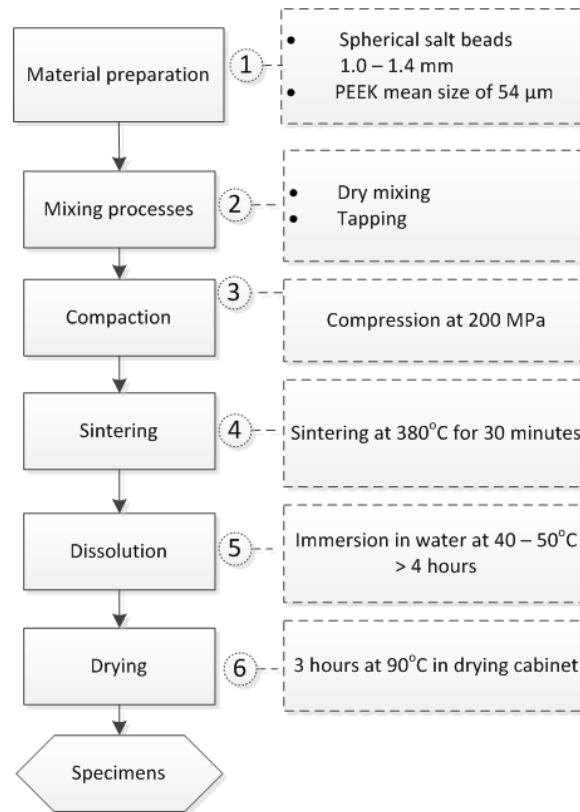 Material preparation
1
• Spherical salt beads
1.0 – 1.4 mm
• PEEK mean size of 54 µm
Mixing processes
2
• Dry mixing
• Tapping
Compaction
3
Compression at 200 MPa
Sintering
4
Sintering at 380°C for 30 minutes
Dissolution
5
Immersion in water at 40 – 50°C
> 4 hours
Drying
6
3 hours at 90°C in drying cabinet
Specimens